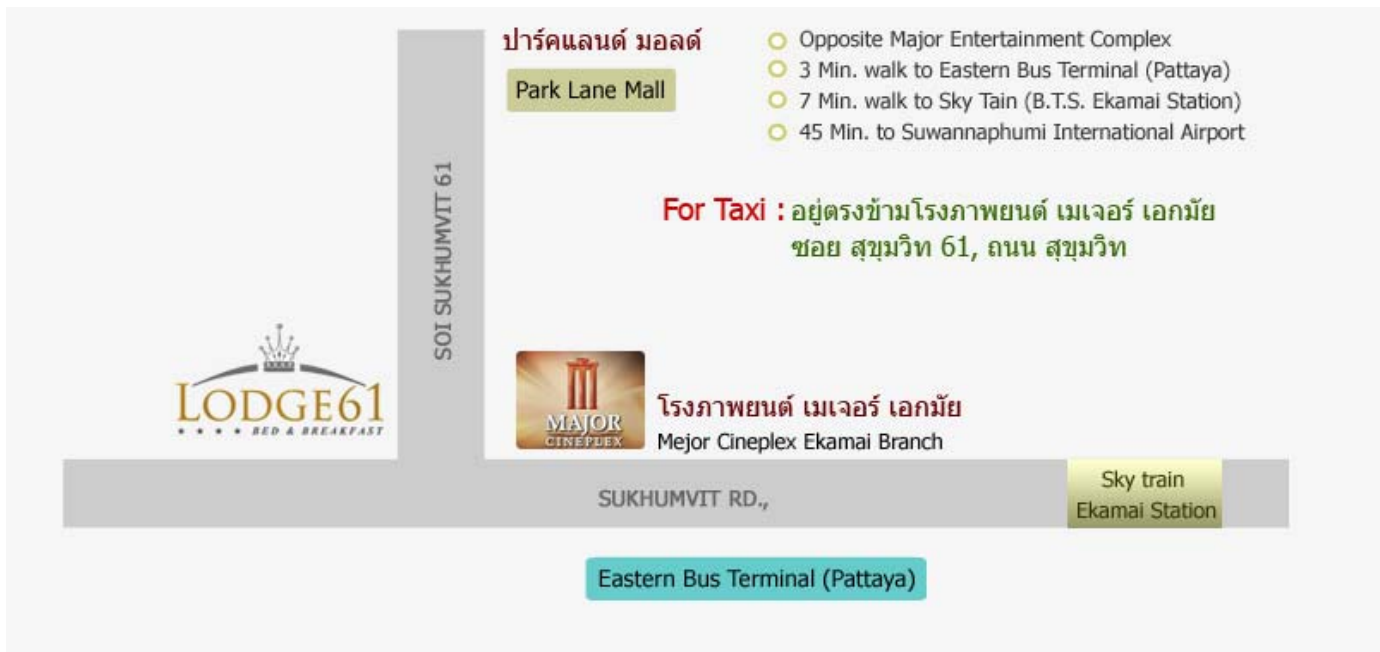 ปาร์คแลนด์ มอลด์
Park Lane Mall
Opposite Major Entertainment Complex
3 Min. walk to Eastern Bus Terminal (Pattaya)
7 Min. walk to Sky Tain (B.T.S. Ekamai Station)
45 Min. to Suwannaphumi International Airport
SOI SUKHUMVIT 61
For Taxi : อยู่ตรงข้ามโรงภาพยนต์ เมเจอร์ เอกมัย
ซอย สุขุมวิท 61, ถนน สุขุมวิท
LODGE61
BED & BREAKFAST
MAJOR
CINEPLEX
โรงภาพยนต์ เมเจอร์ เอกมัย
Mejor Cineplex Ekamai Branch
SUKHUMVIT RD.,
Sky train
Ekamai Station
Eastern Bus Terminal (Pattaya)